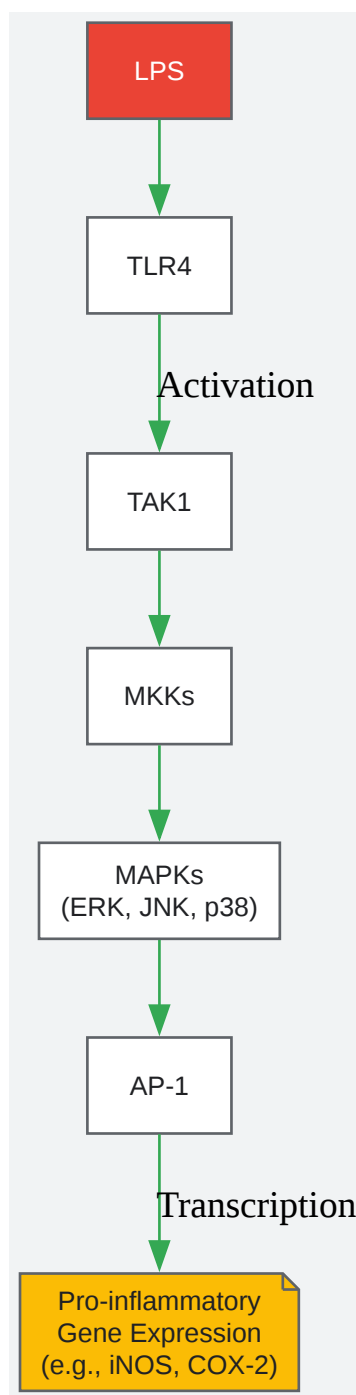 LPS
TLR4
Activation
TAK1
MKKs
MAPKs
(ERK, JNK, p38)
AP-1
Transcription
Pro-inflammatory
Gene Expression
(e.g., iNOS, COX-2)